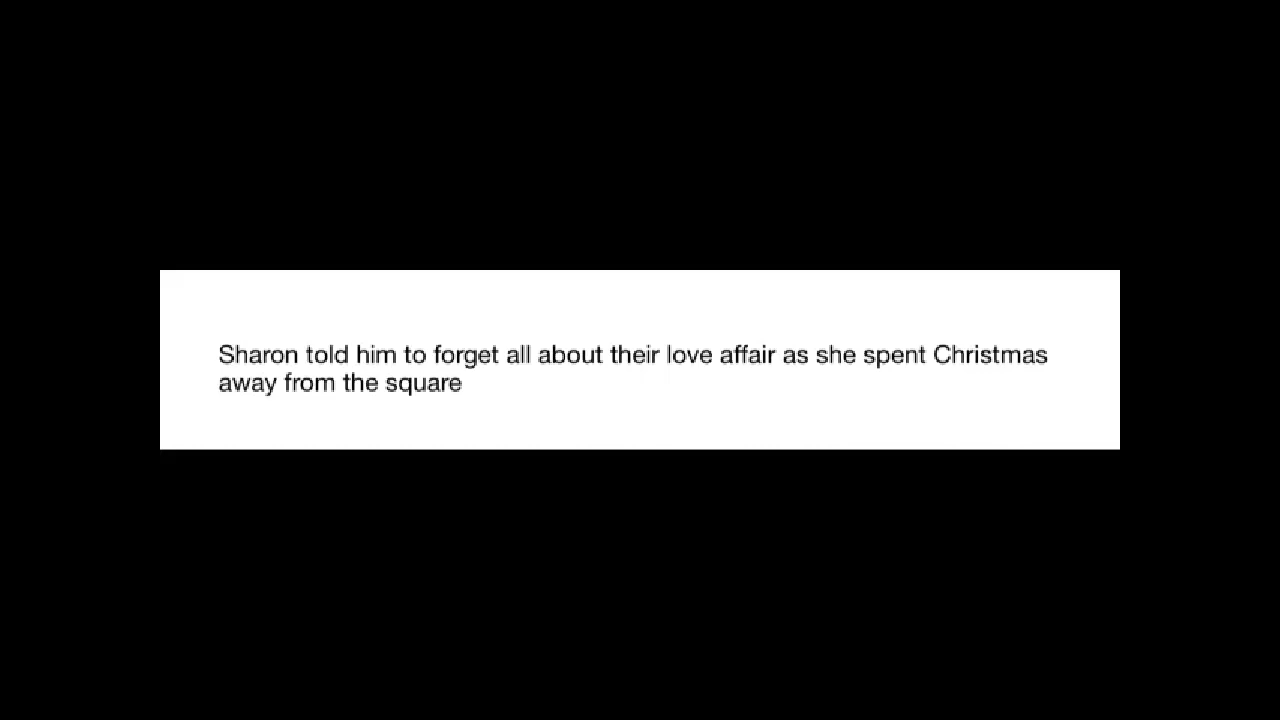 Sharon told him to forget all about their love affair as she spent Christmas
away from the square